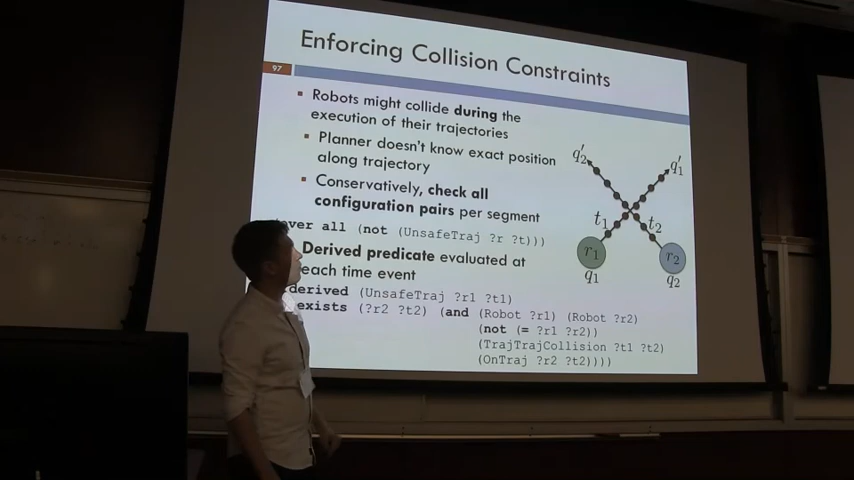 Enforcing Collision Constraints
97
Robots might collide during the
execution of their trajectories
Planner doesn't know exact position
along trajectory
Conservatively, check all
configuration pairs per segment
over all (not (UnsafeTraj ?r ?t)))
Derived predicate evaluated at
each time event
derived (UnsafeTraj ?r1 ?t1)
exists (?r2 ?t2) (and (Robot ?r1) (Robot ?r2)
(not (= ?r1 ?r2))
(TrajTrajCollision ?t1 ?t2)
(OnTraj ?r2 ?t2))))
q′2
q′1
t1
t2
r1
r2
q1
q2